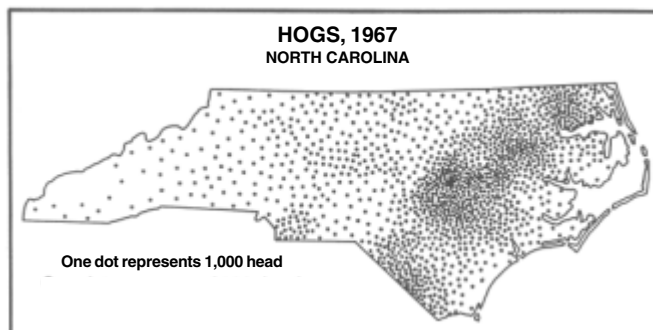 HOGS, 1967
NORTH CAROLINA
One dot represents 1,000 head